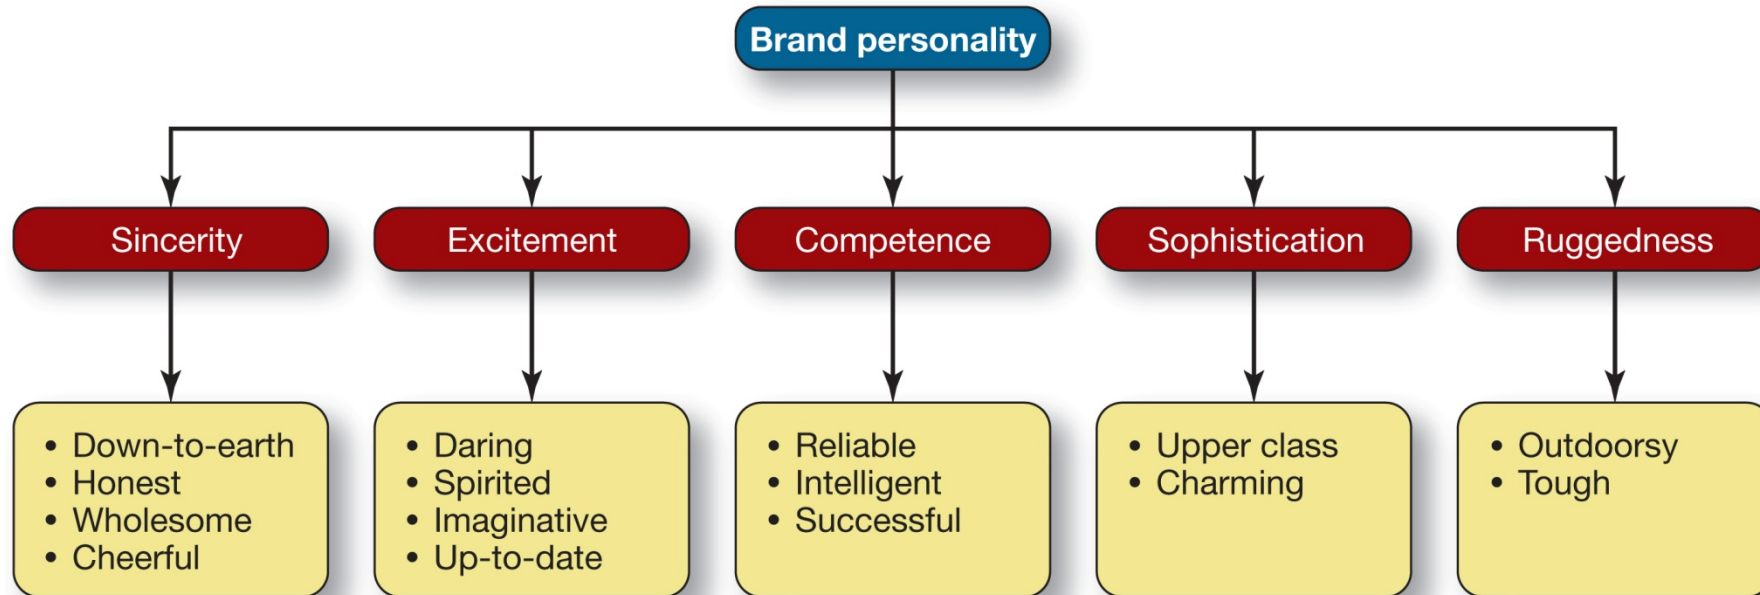 Brand personality
Sincerity
Excitement
Competence
Sophistication
Ruggedness
• Down-to-earth
• Honest
• Wholesome
• Cheerful
• Daring
• Spirited
• Imaginative
• Up-to-date
• Reliable
• Intelligent
• Successful
• Upper class
• Charming
• Outdoorsy
• Tough